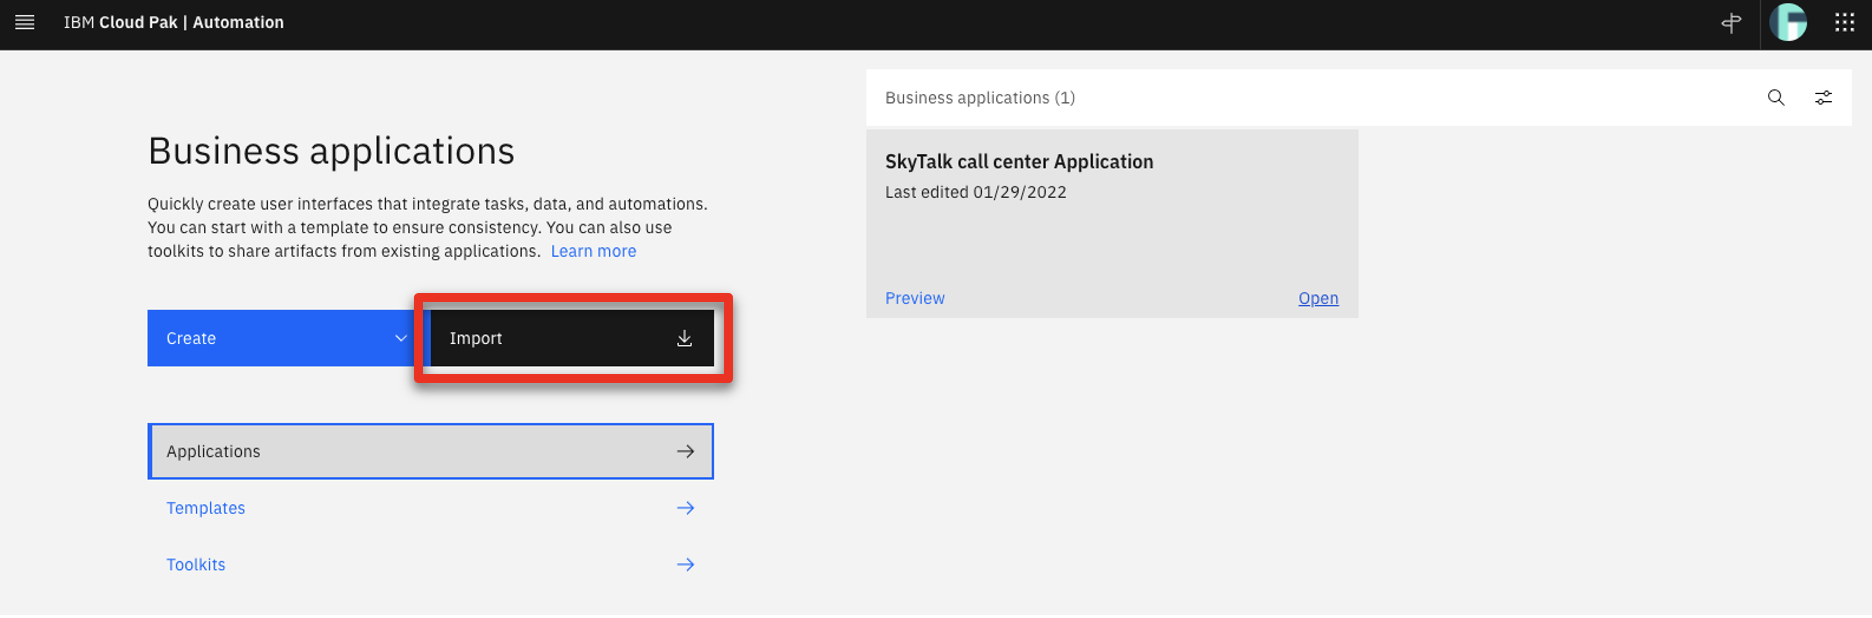 IBM Cloud Pak | Automation
Business applications
Quickly create user interfaces that integrate tasks, data, and automations.
You can start with a template to ensure consistency. You can also use
toolkits to share artifacts from existing applications. Learn more
Create
Import
Applications
Templates
Toolkits
Business applications (1)
SkyTalk call center Application
Last edited 01/29/2022
Preview
Open